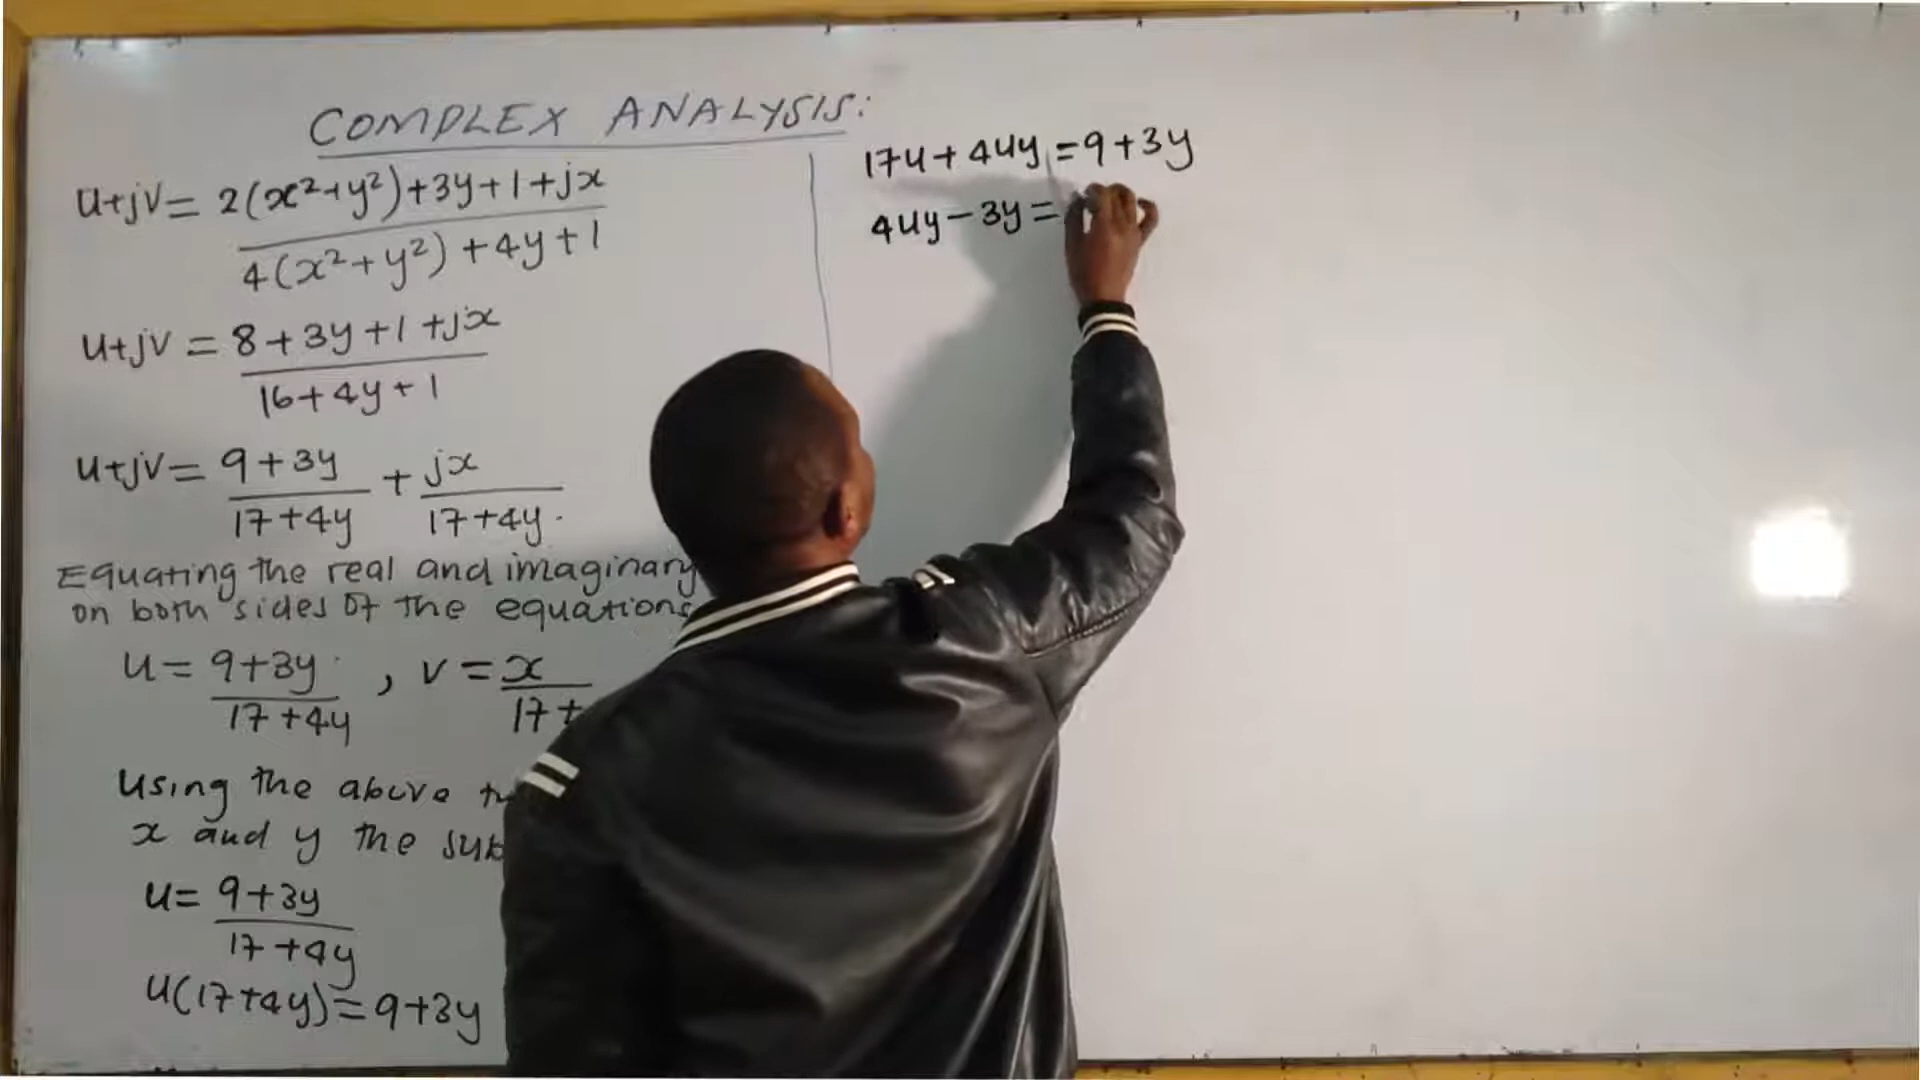 COMPLEX ANALYSIS:
u+jv = 2(x²+y²)+3y+1+jx
4(x²+y²)+4y+1
u+jv = 8+3y+1+jx
16+4y+1
u+jv = 9+3y + jx
17+4y 17+4y.
Equating the real and imaginary
on both sides of the equations
u = 9+3y , v = x
17+4y 17+
Using the above
x and y the
u = 9+3y
17+4y
u(17+4y)=9+3y
17u+4uy=9+3y
4uy-3y=